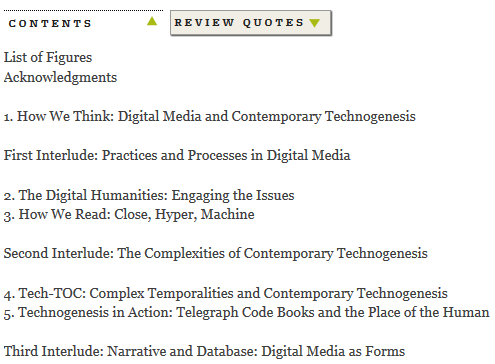 CONTENTS
REVIEW QUOTES
List of Figures
Acknowledgments
1. How We Think: Digital Media and Contemporary Technogenesis
First Interlude: Practices and Processes in Digital Media
2. The Digital Humanities: Engaging the Issues
3. How We Read: Close, Hyper, Machine
Second Interlude: The Complexities of Contemporary Technogenesis
4. Tech-TOC: Complex Temporalities and Contemporary Technogenesis
5. Technogenesis in Action: Telegraph Code Books and the Place of the Human
Third Interlude: Narrative and Database: Digital Media as Forms